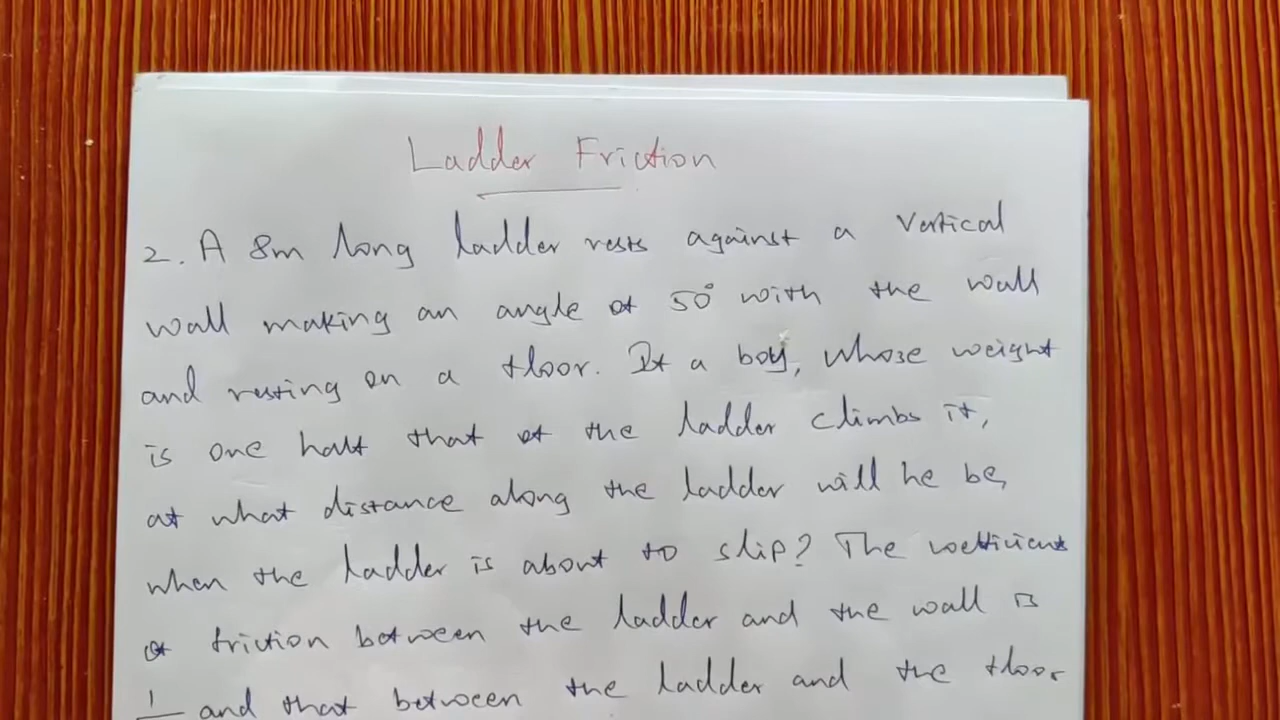 Ladder Friction
2. A 8m long ladder rests against a vertical
wall making an angle of 50° with the wall
and resting on a floor. If a boy, whose weight
is one half that of the ladder climbs it,
at what distance along the ladder will he be,
when the ladder is about to slip? The coefficient
of friction between the ladder and the wall is
1 and that between the ladder and the floor